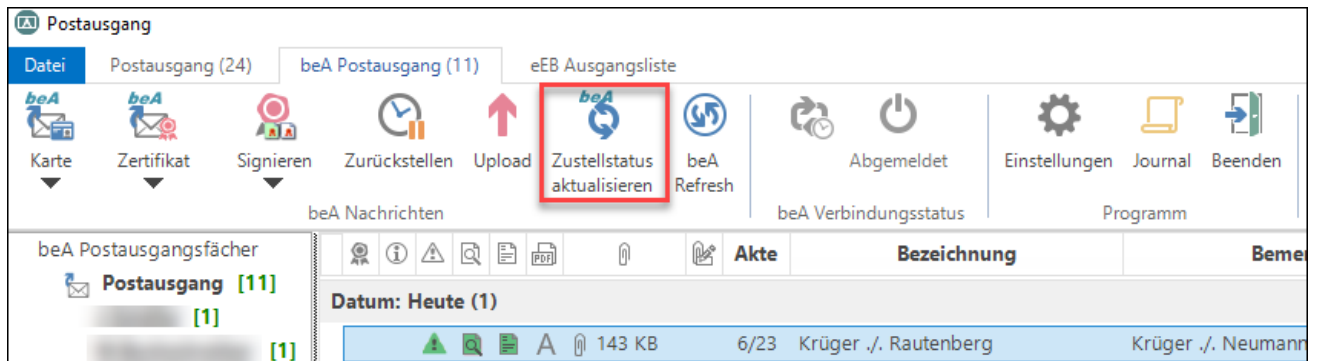 Postausgang
Datei Postausgang (24) beA Postausgang (11) eEB Ausgangsliste
beA beA beA
Karte Zertifikat Signieren Zurückstellen Upload Zustellstatus beA Abgemeldet Einstellungen Journal Beenden
aktualisieren Refresh
beA Nachrichten beA Verbindungsstatus Programm
beA Postausgangsfächer PDF Akte Bezeichnung Bemer
Postausgang [11]
Datum: Heute (1)
[1]
[1] A 143 KB 6/23 Krüger ./. Rautenberg Krüger ./. Neumann